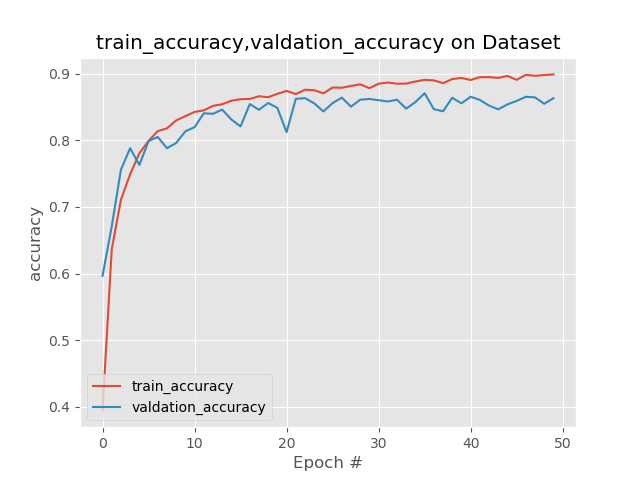 train_accuracy,valdation_accuracy on Dataset
accuracy
0.9
0.8
0.7
0.6
0.5
0.4
train_accuracy
valdation_accuracy
0 10 20 30 40 50
Epoch #